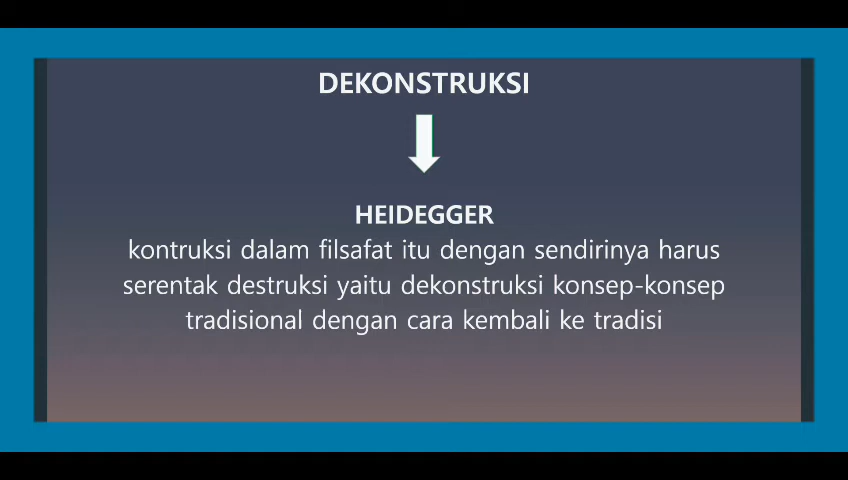 DEKONSTRUKSI
HEIDEGGER
kontruksi dalam filsafat itu dengan sendirinya harus
serentak destruksi yaitu dekonstruksi konsep-konsep
tradisional dengan cara kembali ke tradisi